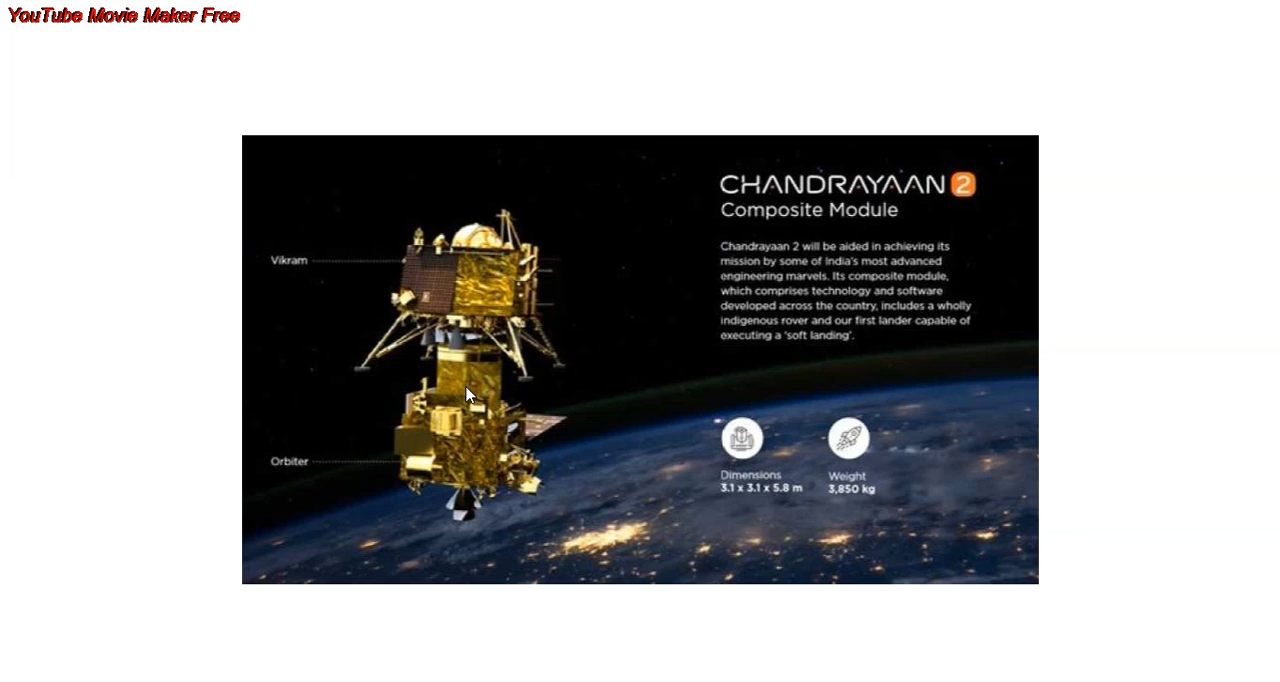 YouTube Movie Maker Free
CHANDRAYAAN 2
Composite Module
Chandrayaan 2 will be aided in achieving its
mission by some of India's most advanced
engineering marvels. Its composite module,
which comprises technology and software
developed across the country, includes a wholly
indigenous rover and our first lander capable of
executing a 'soft landing'.
Vikram
Orbiter
Dimensions
3.1 x 3.1 x 5.8 m
Weight
3,850 kg